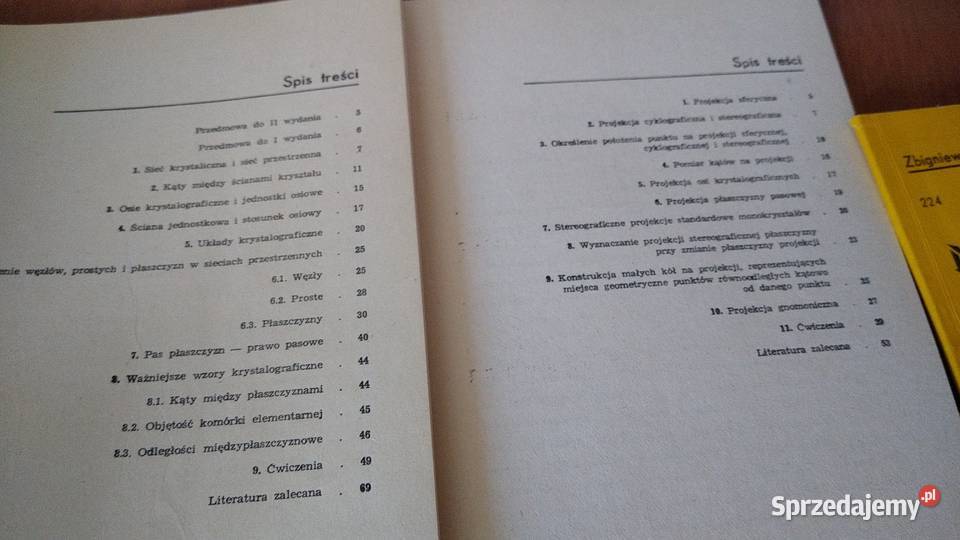 Spis treści
Przedmowa do II wydania . 5
Przedmowa do I wydania . 6
1. Sieć krystaliczna i sieć przestrzenna . 7
2. Kąty między ścianami kryształu . 11
3. Osie krystalograficzne i jednostki osiowe . 15
4. Ściana jednostkowa i stosunek osiowy . 17
5. Układy krystalograficzne . 20
enie węzłów, prostych i płaszczyzn w sieciach przestrzennych . 25
6.1. Węzły . 25
6.2. Proste . 28
6.3. Płaszczyzny . 30
7. Pas płaszczyzn — prawo pasowe . 40
8. Ważniejsze wzory krystalograficzne . 44
8.1. Kąty między płaszczyznami . 44
8.2. Objętość komórki elementarnej . 45
8.3. Odległości międzypłaszczyznowe . 46
9. Ćwiczenia . 49
Literatura zalecana . 69
Spis treści
1. Projekcja sferyczna . 5
2. Projekcja cyklograficzna i stereograficzna . 7
3. Określenie położenia punktu na projekcji sferycznej,
cyklograficznej i stereograficznej .
4. Pomiar kątów na projekcji . 16
5. Projekcja osi krystalograficznych . 17
6. Projekcja płaszczyzny pasowej . 19
7. Stereograficzne projekcje standardowe monokryształów .
8. Wyznaczanie projekcji stereograficznej płaszczyzny
przy zmianie płaszczyzny projekcji . 23
9. Konstrukcja małych kół na projekcji, reprezentujących
miejsca geometryczne punktów równoodległych kątowo
od danego punktu . 25
10. Projekcja gnomoniczna . 27
11. Ćwiczenia . 29
Literatura zalecana . 53
Zbigniew
224
Sprzedajemy.pl